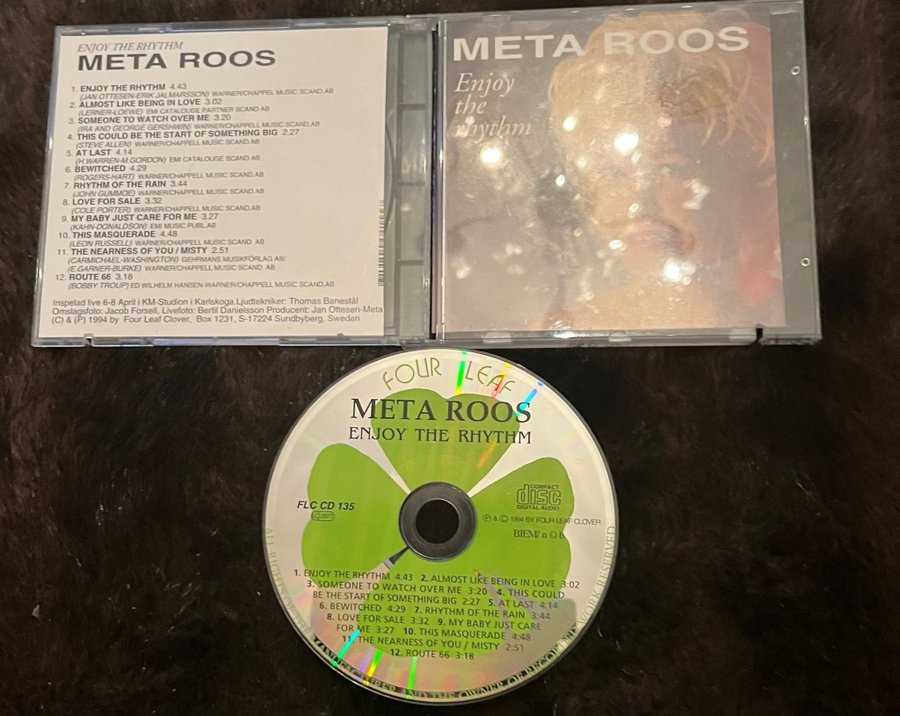 ENJOY THE RHYTHM
META ROOS
1. ENJOY THE RHYTHM 4.43
(JAN OTTESEN-ERIK JALMARSSON) WARNER/CHAPPEL MUSIC SCAND.AB
2. ALMOST LIKE BEING IN LOVE 3.02
(LERNER-LOEWE) EMI CATALOUGE PARTNER SCAND AB
3. SOMEONE TO WATCH OVER ME 3.20
(IRA AND GEORGE GERSHWIN) WARNER/CHAPPELL MUSIC SCAND.AB
4. THIS COULD BE THE START OF SOMETHING BIG 2:27
(STEVE ALLEN) WARNER/CHAPPELL MUSIC SCAND.AB
5. AT LAST 4.14
(H.WARREN-M.GORDON) EMI CATALOUGE SCAND.AB
6. BEWITCHED 4.29
(ROGERS-HART) WARNER/CHAPPELL MUSIC SCAND.AB
7. RHYTHM OF THE RAIN 3.44
(JOHN GUMMOE) WARNER/CHAPPELL MUSIC SCAND.AB
8. LOVE FOR SALE 3.32
(COLE PORTER) WARNER/CHAPPELL MUSIC SCAND.AB
9. MY BABY JUST CARE FOR ME 3.27
(KAHN-DONALDSON) EMI MUSIC PUBL.AB
10. THIS MASQUERADE 4.48
(LEON RUSSELL) WARNER/CHAPPELL MUSIC SCAND. AB
11. THE NEARNESS OF YOU / MISTY 2.51
(CARMICHAEL-WASHINGTON) GEHRMANS MUSIKFÖRLAG AB/
(E.GARNER-BURKE) WARNER/CHAPPELL MUSIC SCAND.AB
12. ROUTE 66 3.18
(BOBBY TROUP) ED WILHELM HANSEN-WARNER/CHAPPELL MUSIC SCAND.AB
Inspelad live 6-8 April i KM-Studion i Karlskoga.Ljudtekniker: Thomas Banestål
Omslagsfoto: Jacob Forsell, Livefoto: Bertil Danielsson Producent: Jan Ottesen-Meta
(C) & (P) 1994 by Four Leaf Clover, Box 1231, S-17224 Sundbyberg, Sweden
META ROOS
Enjoy
the
rhythm
FOUR LEAF
META ROOS
ENJOY THE RHYTHM
COMPACT
disc
DIGITAL AUDIO
FLC CD 135
℗ & © 1994 BY FOUR LEAF CLOVER
BIEM/ n©b
1. ENJOY THE RHYTHM 4.43 2. ALMOST LIKE BEING IN LOVE 3:02
3. SOMEONE TO WATCH OVER ME 3:20 4. THIS COULD
BE THE START OF SOMETHING BIG 2:27 5. AT LAST 4:14
6. BEWITCHED 4:29 7. RHYTHM OF THE RAIN 3:44
8. LOVE FOR SALE 3:32 9. MY BABY JUST CARE
FOR ME 3:27 10. THIS MASQUERADE 4:48
11. THE NEARNESS OF YOU / MISTY 2:51
12. ROUTE 66 3:18
MANUFACTURER AND THE OWNER OF RECORDED WORK RESERVED